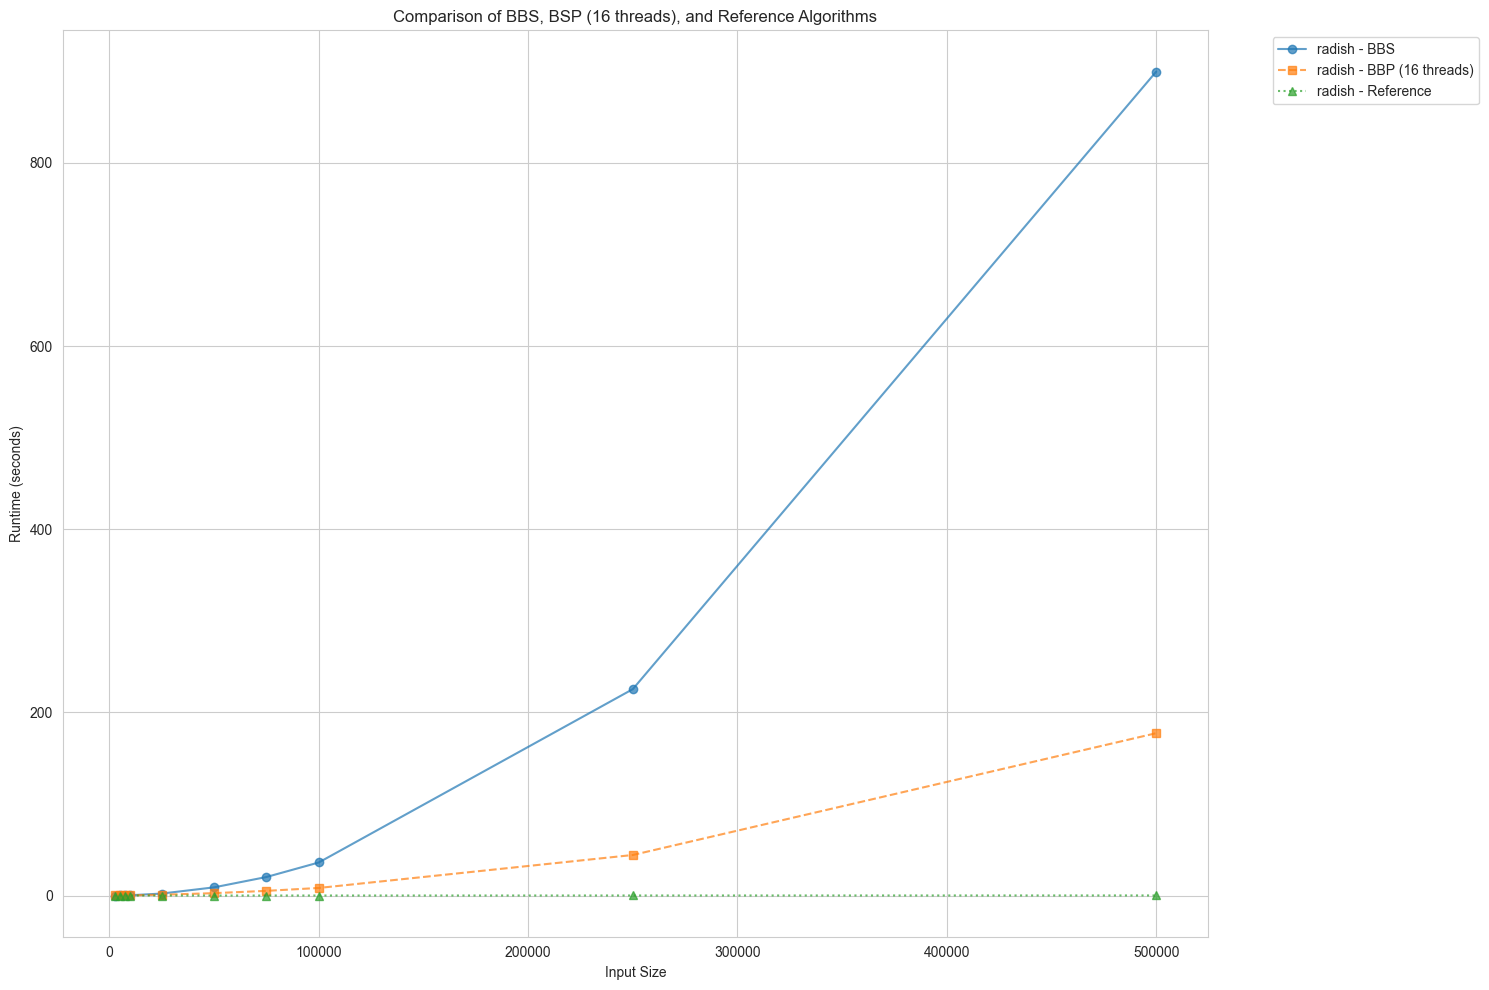 Comparison of BBS, BSP (16 threads), and Reference Algorithms
radish - BBS
radish - BBP (16 threads)
radish - Reference
Runtime (seconds)
800
600
400
200
0
0 100000 200000 300000 400000 500000
Input Size